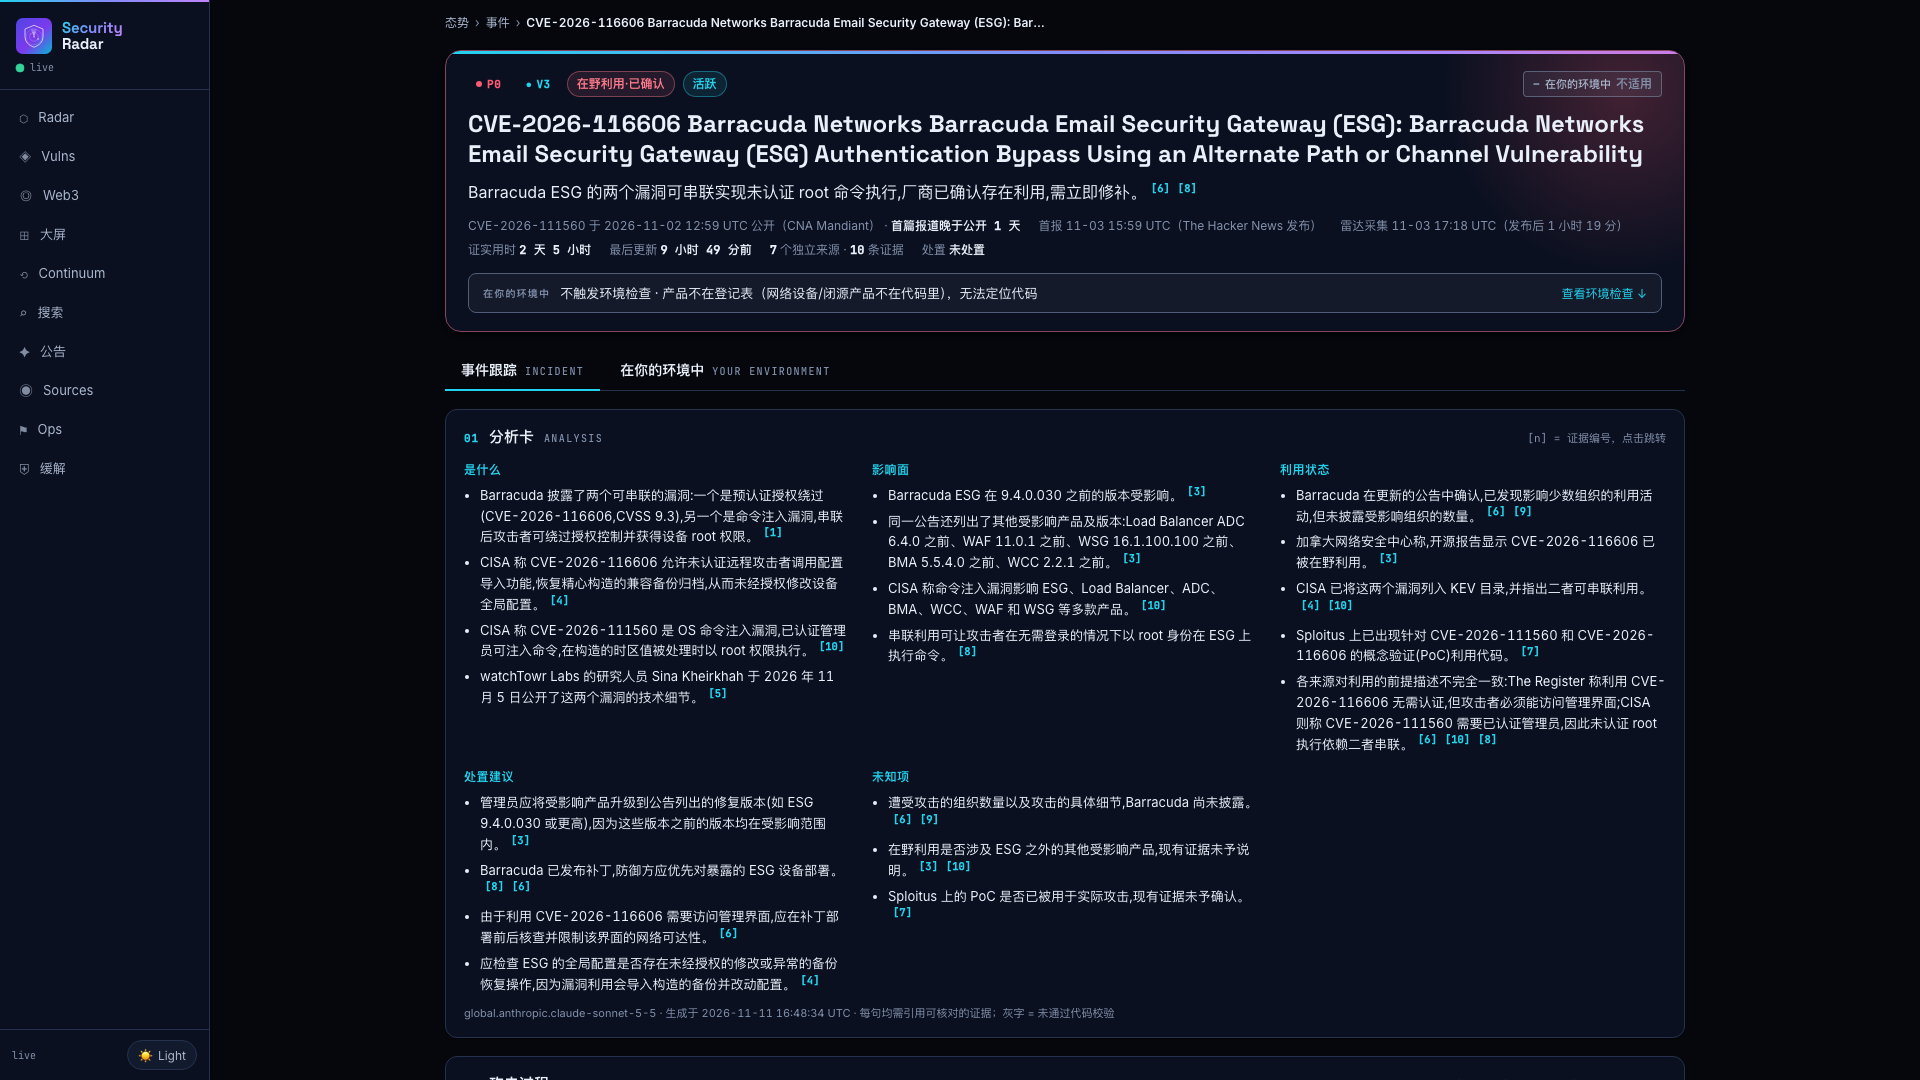 Security
Radar
live
Radar
Vulns
Web3
大屏
Continuum
搜索
公告
Sources
Ops
缓解
live
Light
态势 › 事件 › CVE-2026-116606 Barracuda Networks Barracuda Email Security Gateway (ESG): Bar…
P0 V3 在野利用·已确认 活跃
— 在你的环境中 不适用
CVE-2026-116606 Barracuda Networks Barracuda Email Security Gateway (ESG): Barracuda Networks
Email Security Gateway (ESG) Authentication Bypass Using an Alternate Path or Channel Vulnerability
Barracuda ESG 的两个漏洞可串联实现未认证 root 命令执行,厂商已确认存在利用,需立即修补。 [6] [8]
CVE-2026-111560 于 2026-11-02 12:59 UTC 公开（CNA Mandiant） · 首篇报道晚于公开 1 天 首报 11-03 15:59 UTC（The Hacker News 发布） 雷达采集 11-03 17:18 UTC（发布后 1 小时 19 分）
证实用时 2 天 5 小时 最后更新 9 小时 49 分前 7 个独立来源 · 10 条证据 处置 未处置
在你的环境中 不触发环境检查 · 产品不在登记表（网络设备/闭源产品不在代码里），无法定位代码 查看环境检查 ↓
事件跟踪 INCIDENT 在你的环境中 YOUR ENVIRONMENT
01 分析卡 ANALYSIS
[n] = 证据编号，点击跳转
是什么
• Barracuda 披露了两个可串联的漏洞:一个是预认证授权绕过
(CVE-2026-116606,CVSS 9.3),另一个是命令注入漏洞,串联
后攻击者可绕过授权控制并获得设备 root 权限。 [1]
• CISA 称 CVE-2026-116606 允许未认证远程攻击者调用配置
导入功能,恢复精心构造的兼容备份归档,从而未经授权修改设备
全局配置。 [4]
• CISA 称 CVE-2026-111560 是 OS 命令注入漏洞,已认证管理
员可注入命令,在构造的时区值被处理时以 root 权限执行。 [10]
• watchTowr Labs 的研究人员 Sina Kheirkhah 于 2026 年 11
月 5 日公开了这两个漏洞的技术细节。 [5]
影响面
• Barracuda ESG 在 9.4.0.030 之前的版本受影响。 [3]
• 同一公告还列出了其他受影响产品及版本:Load Balancer ADC
6.4.0 之前、WAF 11.0.1 之前、WSG 16.1.100.100 之前、
BMA 5.5.4.0 之前、WCC 2.2.1 之前。 [3]
• CISA 称命令注入漏洞影响 ESG、Load Balancer、ADC、
BMA、WCC、WAF 和 WSG 等多款产品。 [10]
• 串联利用可让攻击者在无需登录的情况下以 root 身份在 ESG 上
执行命令。 [8]
利用状态
• Barracuda 在更新的公告中确认,已发现影响少数组织的利用活
动,但未披露受影响组织的数量。 [6] [9]
• 加拿大网络安全中心称,开源报告显示 CVE-2026-116606 已
被在野利用。 [3]
• CISA 已将这两个漏洞列入 KEV 目录,并指出二者可串联利用。
[4] [10]
• Sploitus 上已出现针对 CVE-2026-111560 和 CVE-2026-
116606 的概念验证(PoC)利用代码。 [7]
• 各来源对利用的前提描述不完全一致:The Register 称利用 CVE-
2026-116606 无需认证,但攻击者必须能访问管理界面;CISA
则称 CVE-2026-111560 需要已认证管理员,因此未认证 root
执行依赖二者串联。 [6] [10] [8]
处置建议
• 管理员应将受影响产品升级到公告列出的修复版本(如 ESG
9.4.0.030 或更高),因为这些版本之前的版本均在受影响范围
内。 [3]
• Barracuda 已发布补丁,防御方应优先对暴露的 ESG 设备部署。
[8] [6]
• 由于利用 CVE-2026-116606 需要访问管理界面,应在补丁部
署前后核查并限制该界面的网络可达性。 [6]
• 应检查 ESG 的全局配置是否存在未经授权的修改或异常的备份
恢复操作,因为漏洞利用会导入构造的备份并改动配置。 [4]
未知项
• 遭受攻击的组织数量以及攻击的具体细节,Barracuda 尚未披露。
[6] [9]
• 在野利用是否涉及 ESG 之外的其他受影响产品,现有证据未予说
明。 [3] [10]
• Sploitus 上的 PoC 是否已被用于实际攻击,现有证据未予确认。
[7]
global.anthropic.claude-sonnet-5-5 · 生成于 2026-11-11 16:48:34 UTC · 每句均需引用可核对的证据；灰字 = 未通过代码校验